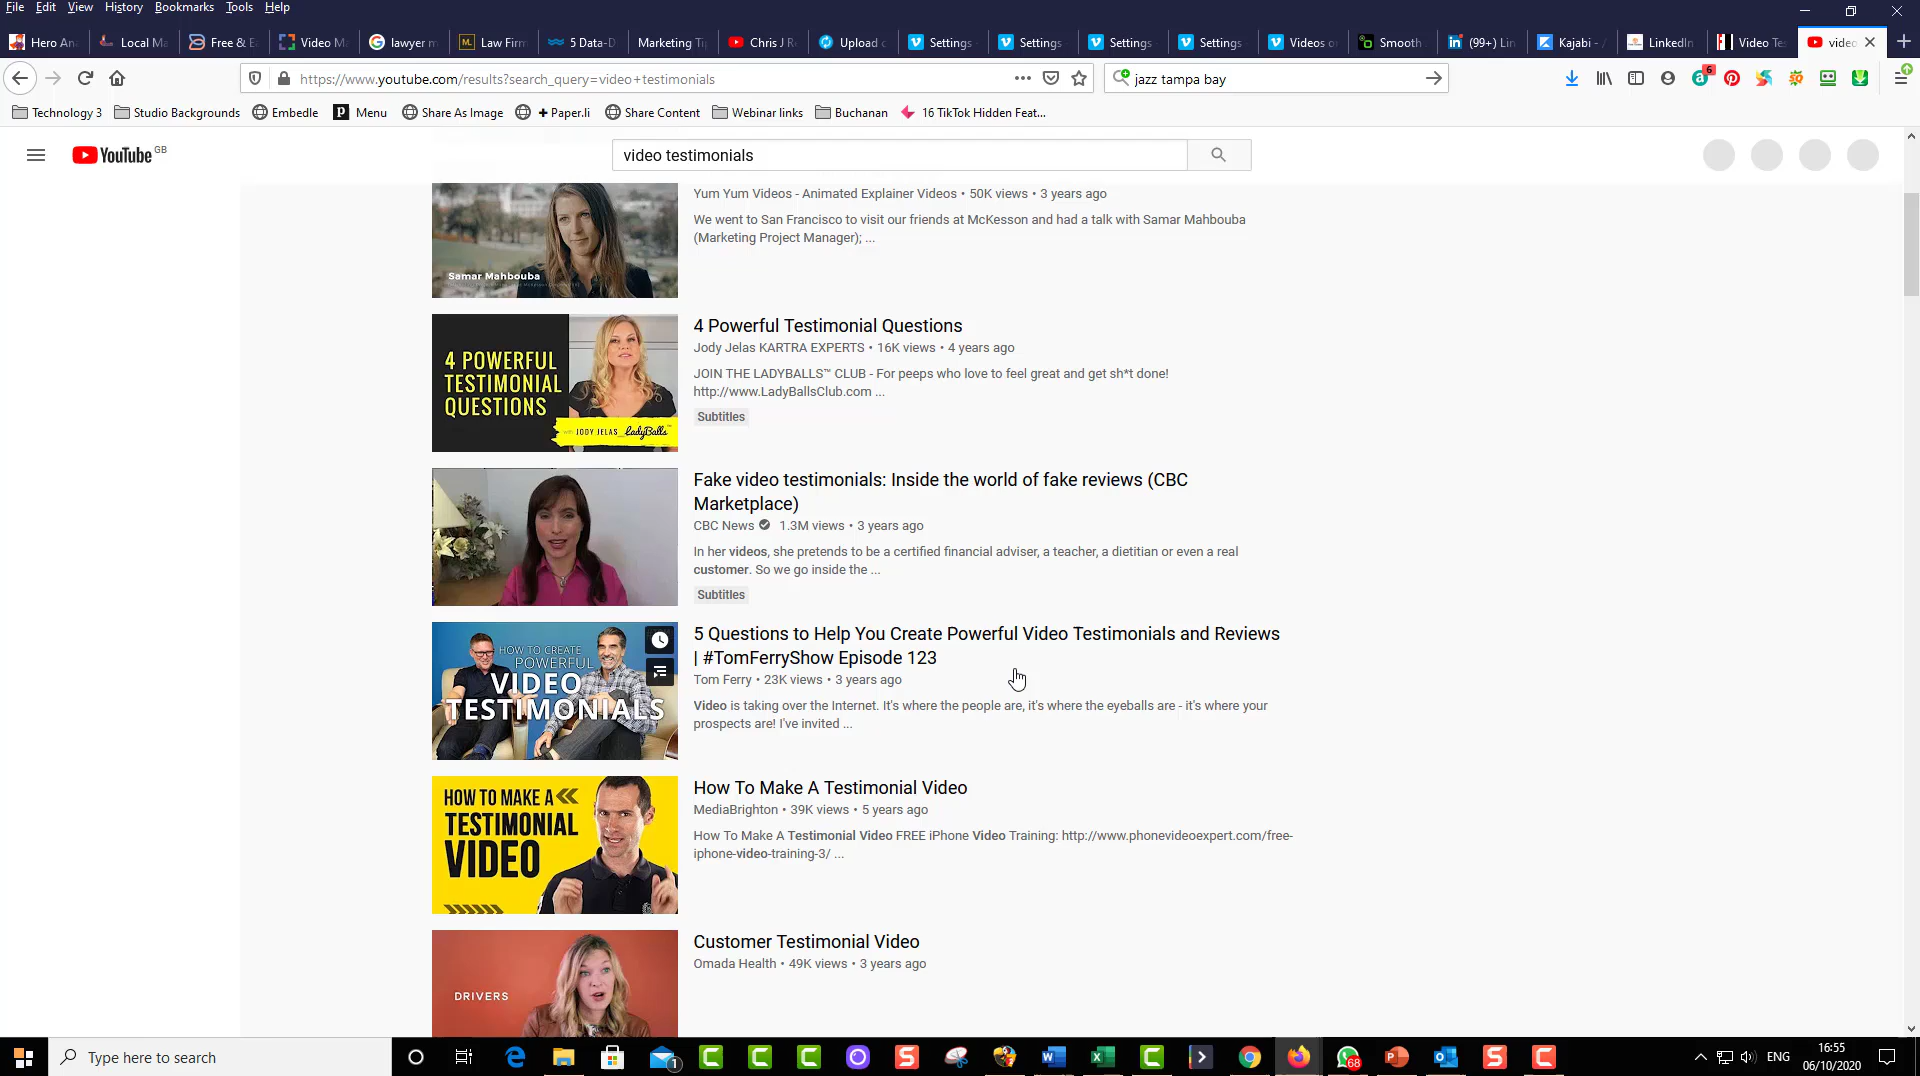 File Edit View History Bookmarks Tools Help
Hero An
Local Ma
Free & E
Video M
lawyer m
Law Firm
5 Data-D
Marketing Ti
Chris J R
Upload c
Settings
Settings
Settings
Settings
Videos o
Smooth
(99+) Lin
Kajabi - /
LinkedIn
Video Tes
video
https://www.youtube.com/results?search_query=video+testimonials
jazz tampa bay
6
Technology 3 Studio Backgrounds Embedle Menu Share As Image + Paper.li Share Content Webinar links Buchanan 16 TikTok Hidden Feat...
YouTube GB
video testimonials
Yum Yum Videos - Animated Explainer Videos • 50K views • 3 years ago
We went to San Francisco to visit our friends at McKesson and had a talk with Samar Mahbouba
(Marketing Project Manager); ...
Samar Mahbouba
4 Powerful Testimonial Questions
Jody Jelas KARTRA EXPERTS • 16K views • 4 years ago
JOIN THE LADYBALLS™ CLUB - For peeps who love to feel great and get sh*t done!
http://www.LadyBallsClub.com ...
Subtitles
4 POWERFUL
TESTIMONIAL
QUESTIONS
with JODY JELAS LadyBalls
Fake video testimonials: Inside the world of fake reviews (CBC
Marketplace)
CBC News 1.3M views • 3 years ago
In her videos, she pretends to be a certified financial adviser, a teacher, a dietitian or even a real
customer. So we go inside the ...
Subtitles
HOW TO CREATE
POWERFUL
VIDEO
TESTIMONIALS
5 Questions to Help You Create Powerful Video Testimonials and Reviews
| #TomFerryShow Episode 123
Tom Ferry • 23K views • 3 years ago
Video is taking over the Internet. It's where the people are, it's where the eyeballs are - it's where your
prospects are! I've invited ...
HOW TO MAKE A
TESTIMONIAL
VIDEO
How To Make A Testimonial Video
MediaBrighton • 39K views • 5 years ago
How To Make A Testimonial Video FREE iPhone Video Training: http://www.phonevideoexpert.com/free-
iphone-video-training-3/ ...
Customer Testimonial Video
Omada Health • 49K views • 3 years ago
DRIVERS
Type here to search
1
68
ENG
16:55
06/10/2020